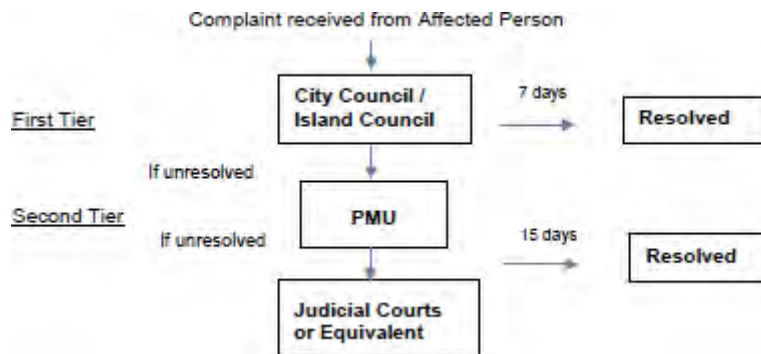 Complaint received from Affected Person
City Council /
Island Council
7 days
Resolved
First Tier
If unresolved
PMU
Second Tier
If unresolved
15 days
Resolved
Judicial Courts
or Equivalent